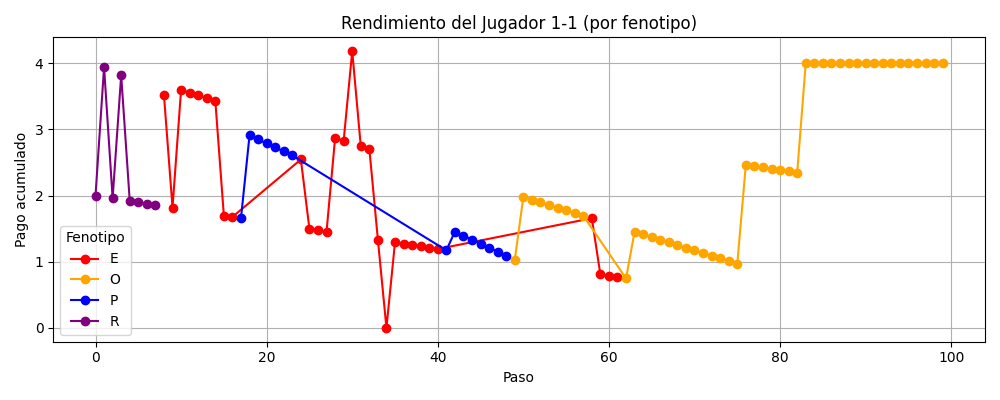 Rendimiento del Jugador 1-1 (por fenotipo)
Pago acumulado
4
3
2
1
0
Fenotipo
E
O
P
R
0 20 40 60 80 100
Paso